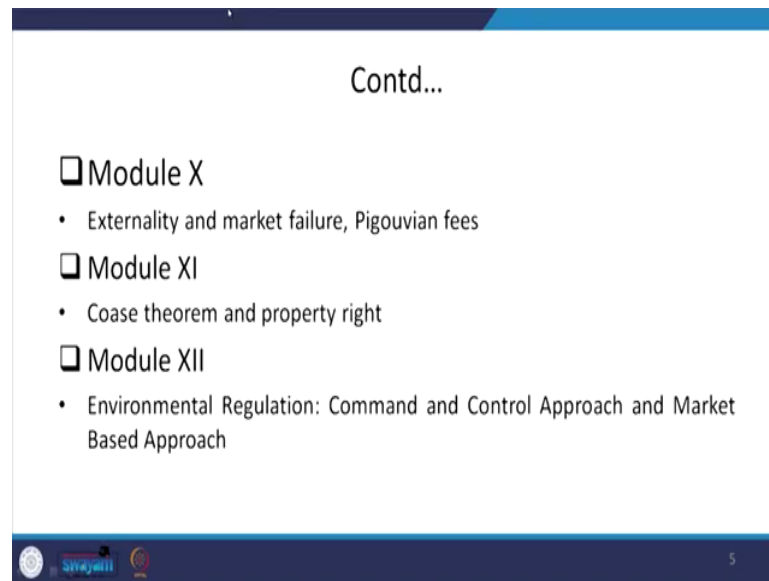 Contd...
Module X
• Externality and market failure, Pigouvian fees
Module XI
• Coase theorem and property right
Module XII
• Environmental Regulation: Command and Control Approach and Market
Based Approach
swayam
5